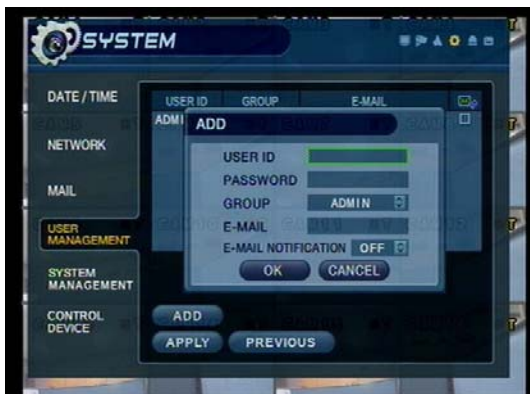 SYSTEM
DATE / TIME
NETWORK
MAIL
USER MANAGEMENT
SYSTEM MANAGEMENT
CONTROL DEVICE
USER ID GROUP E-MAIL
ADMI
ADD
USER ID
PASSWORD
GROUP ADMIN
E-MAIL
E-MAIL NOTIFICATION OFF
OK CANCEL
ADD
APPLY PREVIOUS